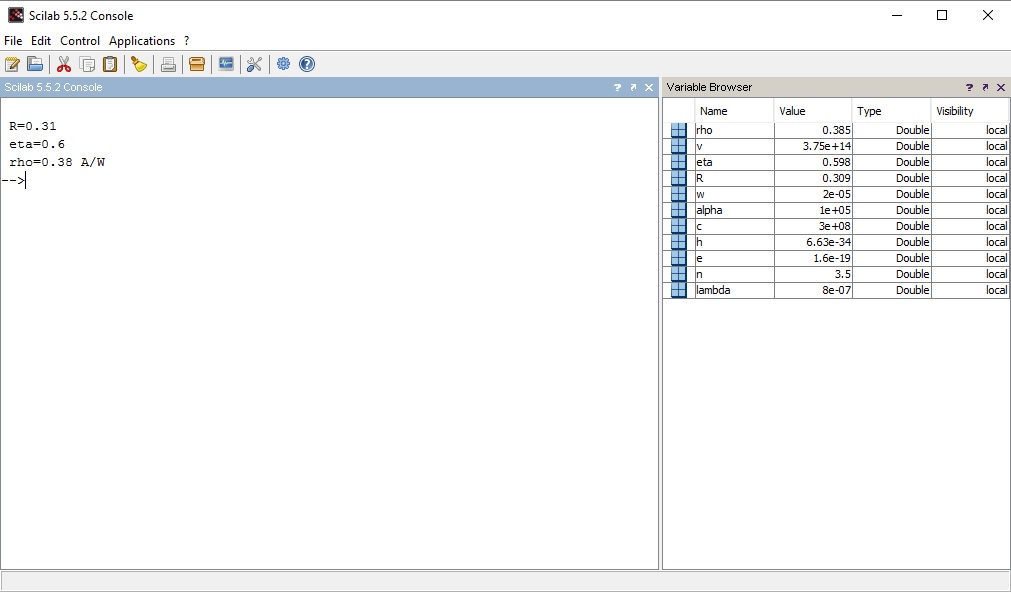 Scilab 5.5.2 Console
File Edit Control Applications ?
Scilab 5.5.2 Console
R=0.31
eta=0.6
rho=0.38 A/W
-->
Variable Browser
Name Value Type Visibility
rho 0.385 Double local
v 3.75e+14 Double local
eta 0.598 Double local
R 0.309 Double local
w 2e-05 Double local
alpha 1e+05 Double local
c 3e+08 Double local
h 6.63e-34 Double local
e 1.6e-19 Double local
n 3.5 Double local
lambda 8e-07 Double local